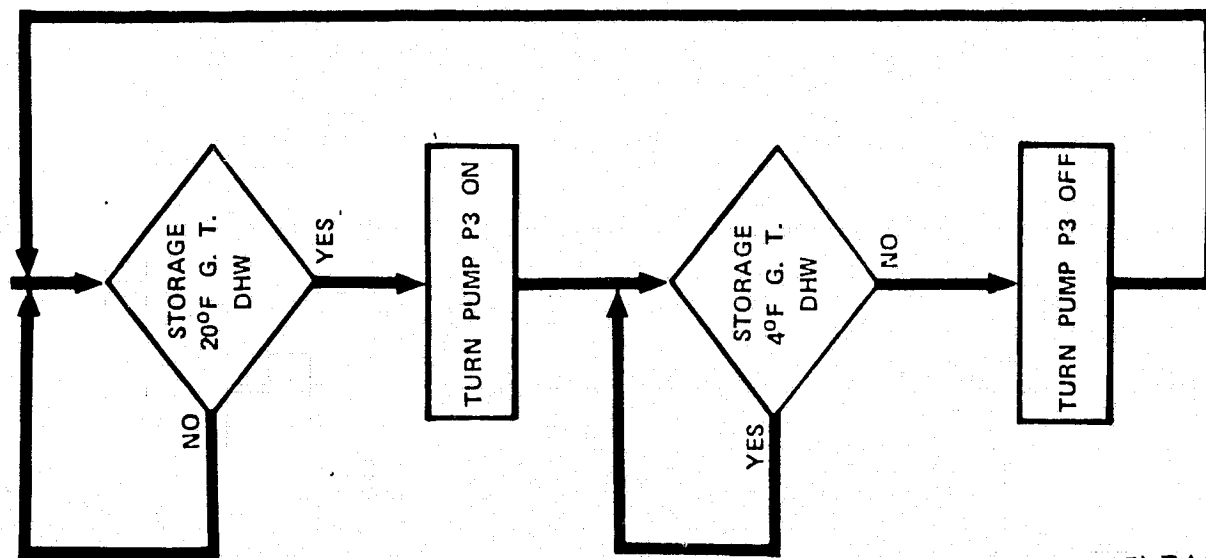 STORAGE
20°F G. T.
DHW
NO
YES
TURN PUMP P3 ON
STORAGE
4°F G. T.
DHW
YES
NO
TURN PUMP P3 OFF